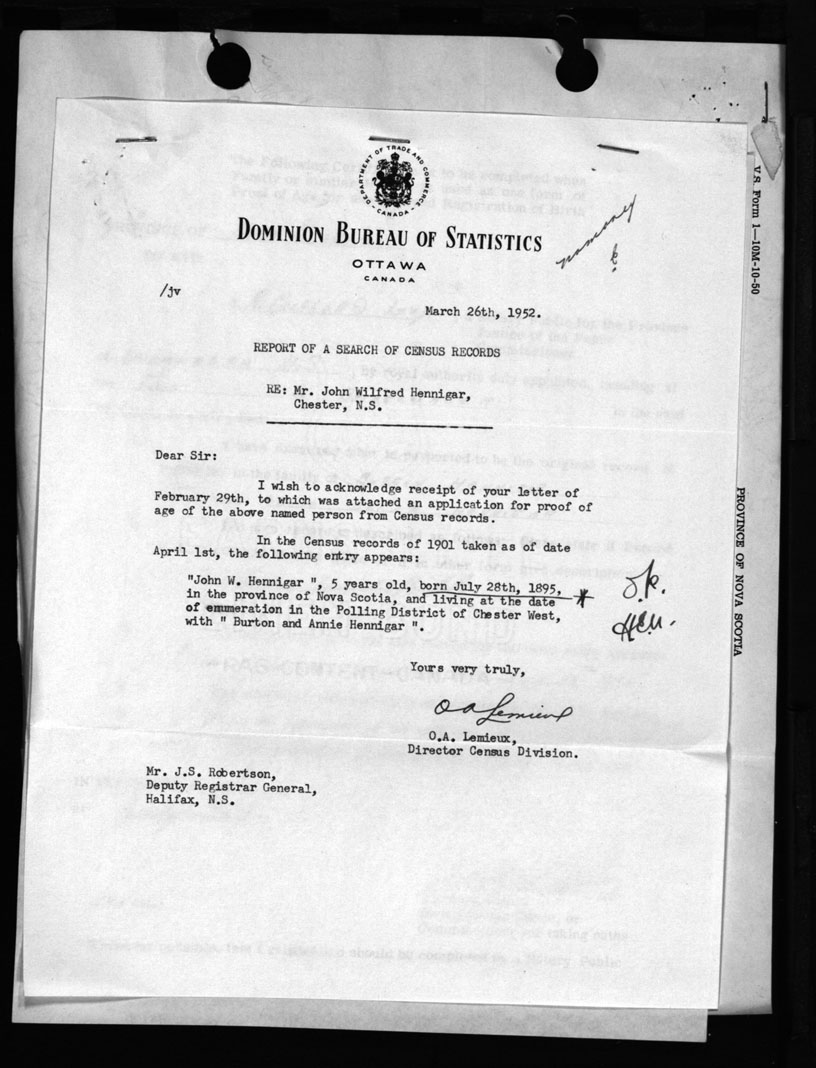 DEPARTMENT OF TRADE AND COMMERCE
CANADA
DOMINION BUREAU OF STATISTICS
OTTAWA
CANADA
/jv
March 26th, 1952.
REPORT OF A SEARCH OF CENSUS RECORDS
RE: Mr. John Wilfred Hennigar,
Chester, N.S.
Dear Sir:
I wish to acknowledge receipt of your letter of
February 29th, to which was attached an application for proof of
age of the above named person from Census records.
In the Census records of 1901 taken as of date
April 1st, the following entry appears:
"John W. Hennigar ", 5 years old, born July 28th, 1895,
in the province of Nova Scotia, and living at the date
of enumeration in the Polling District of Chester West,
with " Burton and Annie Hennigar ".
o.k.
Yours very truly,
O A Lemieux
O.A. Lemieux,
Director Census Division.
Mr. J.S. Robertson,
Deputy Registrar General,
Halifax, N.S.
V.S. Form 1—10M-10-50
PROVINCE OF NOVA SCOTIA